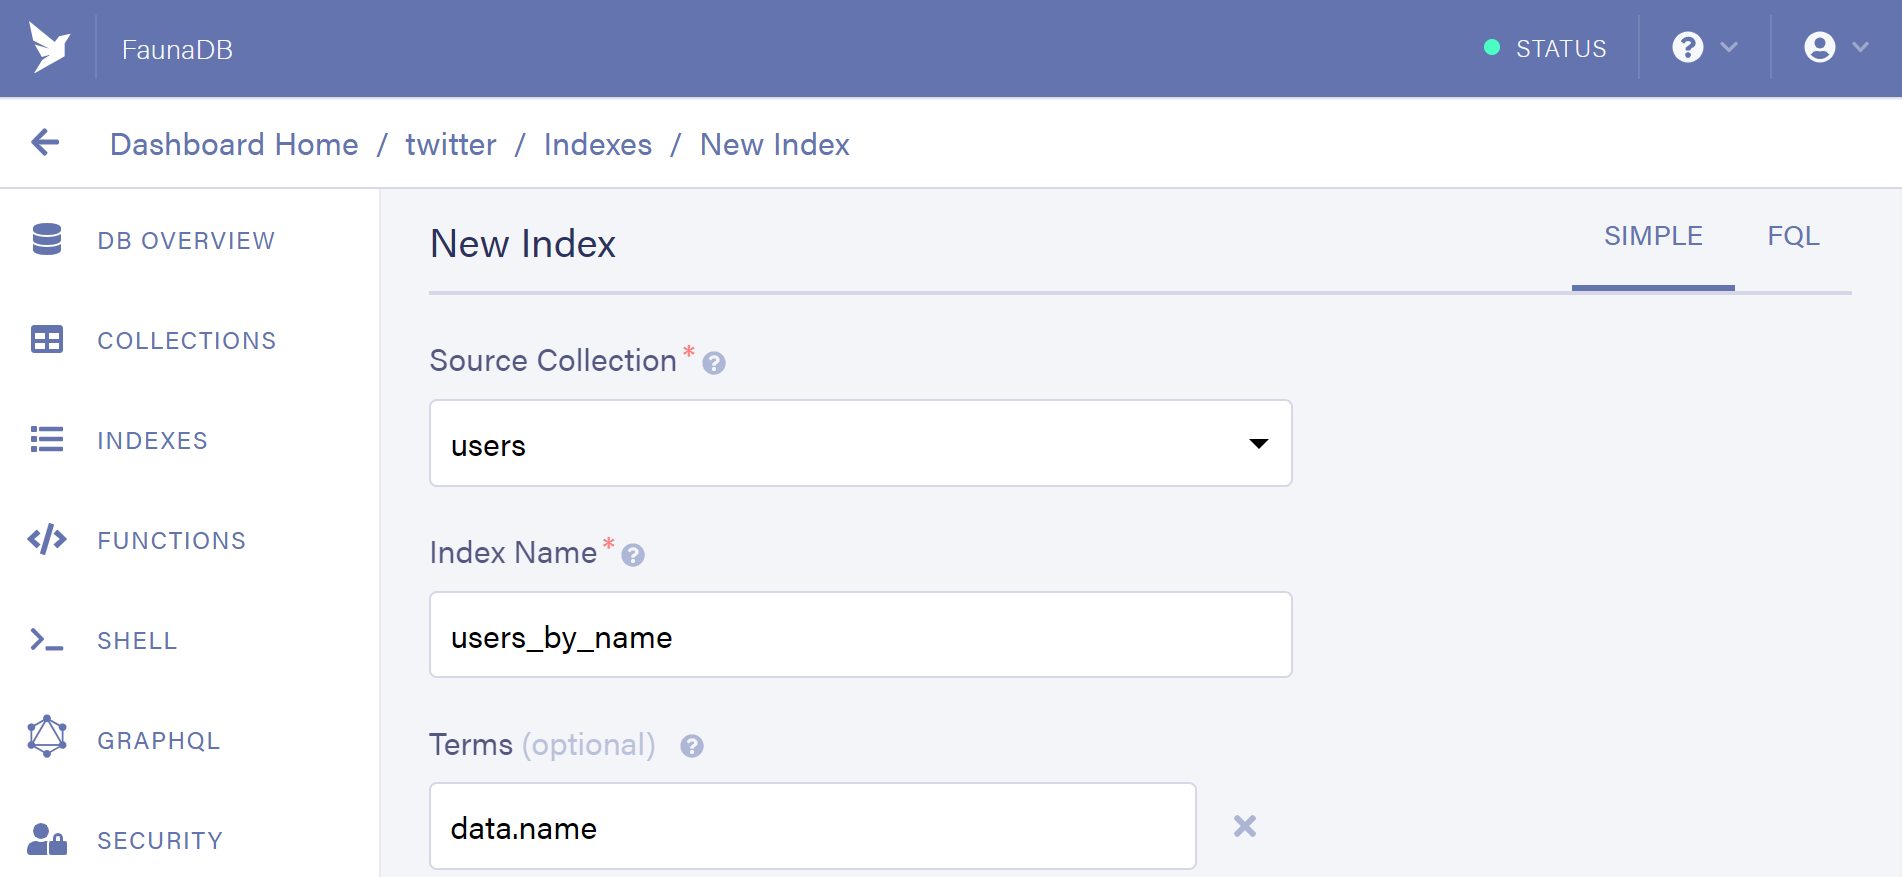 FaunaDB STATUS
Dashboard Home / twitter / Indexes / New Index
DB OVERVIEW
COLLECTIONS
INDEXES
FUNCTIONS
SHELL
GRAPHQL
SECURITY
New Index SIMPLE FQL
Source Collection *
users
Index Name *
users_by_name
Terms (optional)
data.name